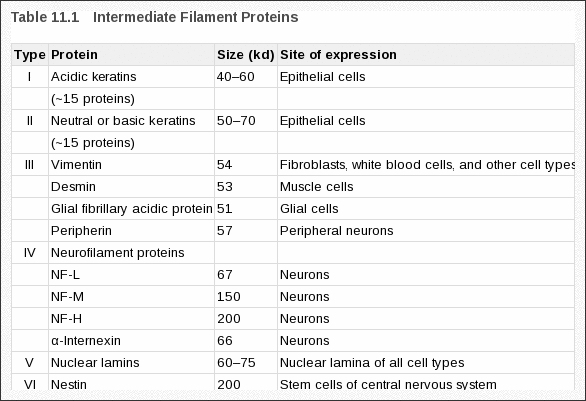 Table 11.1 Intermediate Filament Proteins
Type Protein Size (kd) Site of expression
I Acidic keratins 40–60 Epithelial cells
(~15 proteins)
II Neutral or basic keratins 50–70 Epithelial cells
(~15 proteins)
III Vimentin 54 Fibroblasts, white blood cells, and other cell types
Desmin 53 Muscle cells
Glial fibrillary acidic protein 51 Glial cells
Peripherin 57 Peripheral neurons
IV Neurofilament proteins
NF-L 67 Neurons
NF-M 150 Neurons
NF-H 200 Neurons
α-Internexin 66 Neurons
V Nuclear lamins 60–75 Nuclear lamina of all cell types
VI Nestin 200 Stem cells of central nervous system